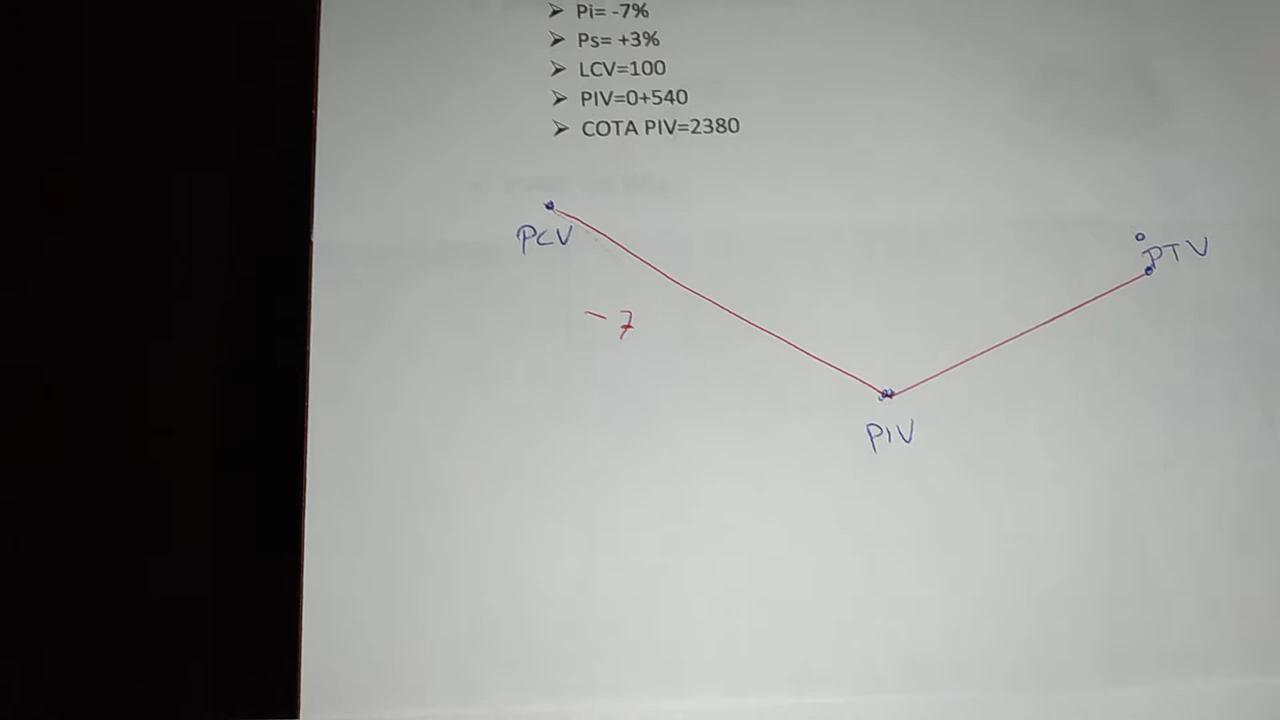 ➤ Pi= -7%
➤ Ps= +3%
➤ LCV=100
➤ PIV=0+540
➤ COTA PIV=2380
PCV
PTV
-7
PIV